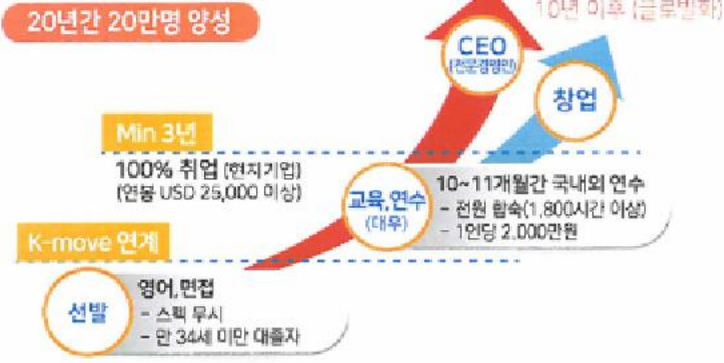 20년간 20만명 양성
10년 이후 (글로벌화)
CEO
(전문경영인)
창업
Min 3년
100% 취업 (현지기업)
(연봉 USD 25,000 이상)
교육,연수
(대우)
10~11개월간 국내외 연수
- 전원 합숙(1,800시간 이상)
- 1인당 2,000만원
K-move 연계
선발
영어,면접
- 스펙 무시
- 만 34세 미만 대졸자